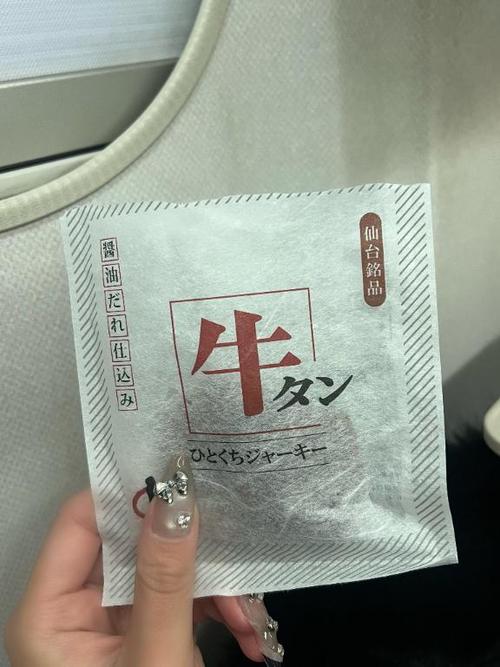 仙台銘品
牛タン
ひとくちジャーキー
醤油だれ仕込み